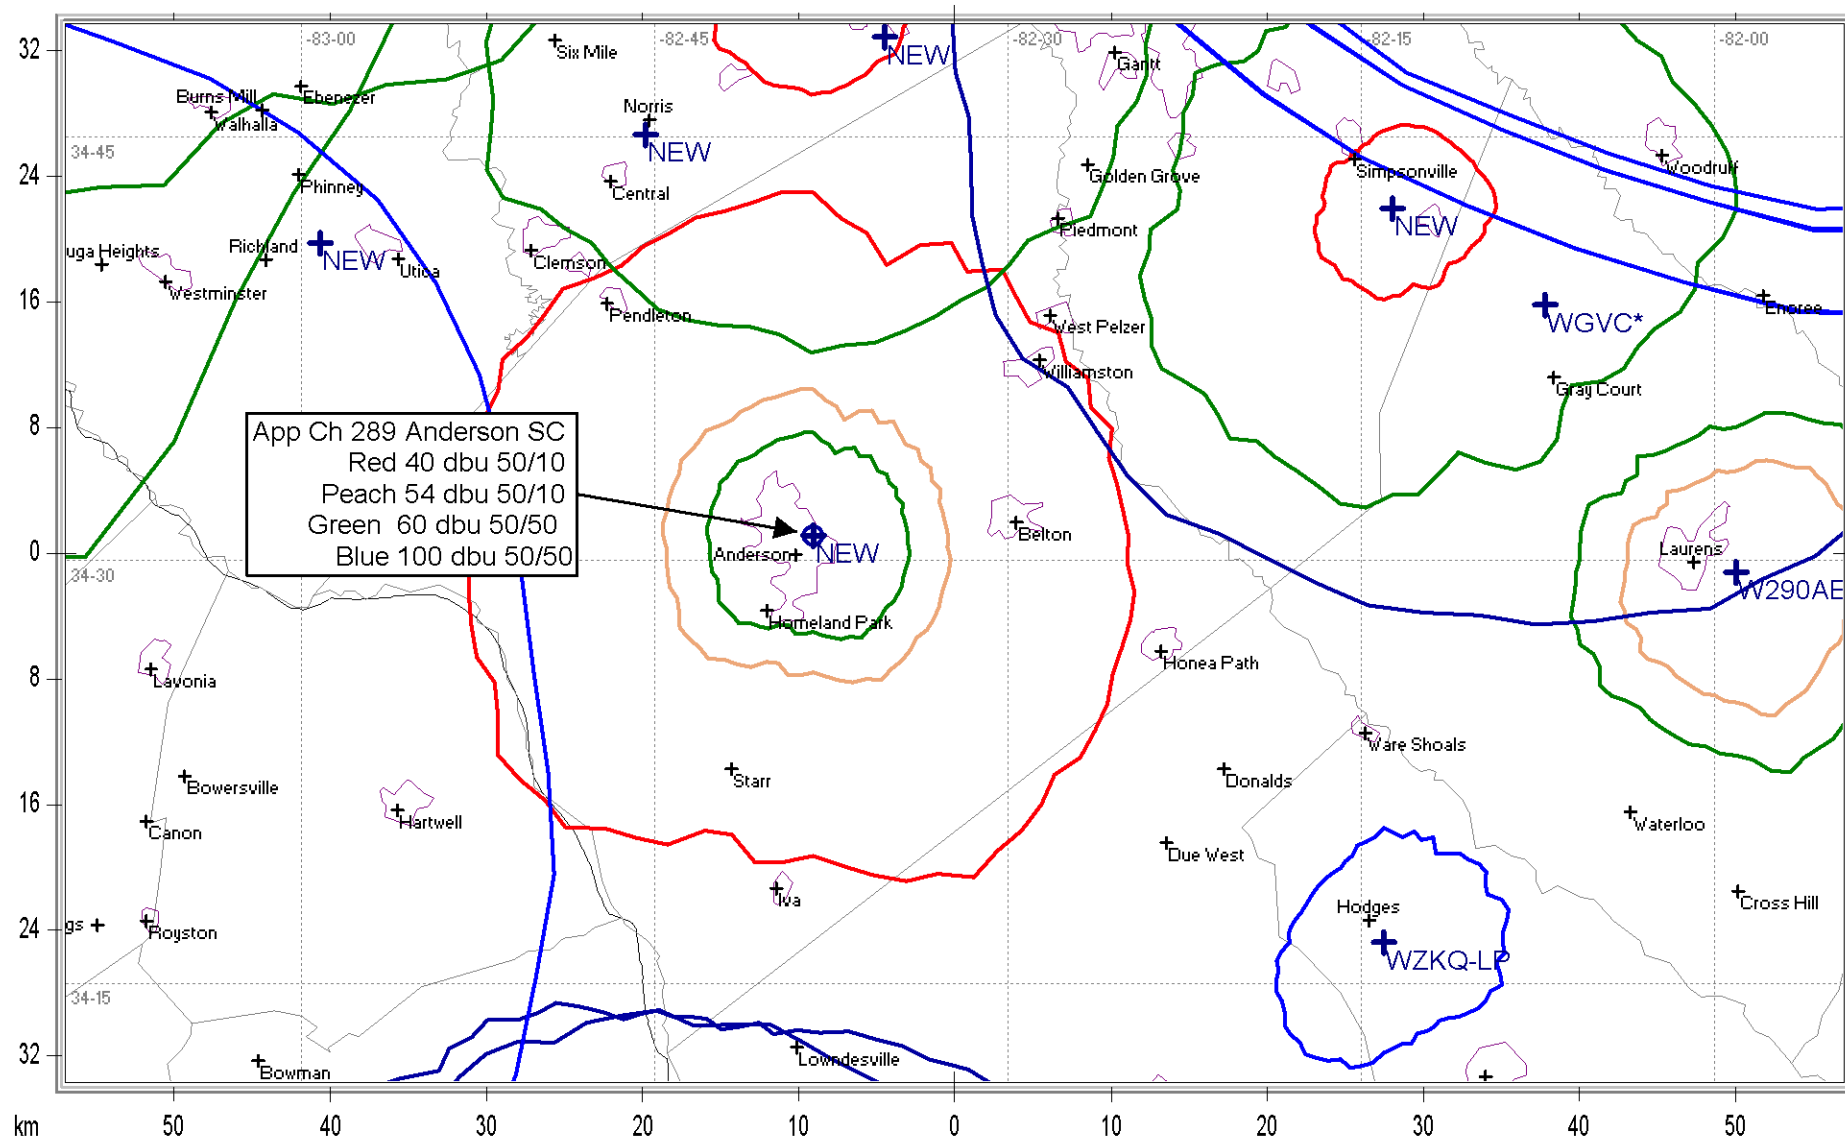 32
-83-00
-82-45
-82-30
-82-15
-82-00
NEW
Six Mile
Gantt
Burns Mill
Ebenezer
Walhalla
Norris
NEW
34-45
24
Phinney
Central
Golden Grove
Simpsonville
Woodruff
NEW
Piedmont
uga Heights
Richland
NEW
Utica
Clemson
Westminster
16
Pendleton
West Pelzer
WGVC*
Enoree
Williamston
Gray Court
8
App Ch 289 Anderson SC
Red 40 dbu 50/10
Peach 54 dbu 50/10
Green 60 dbu 50/50
Blue 100 dbu 50/50
Belton
0
Anderson
NEW
Laurens
34-30
W290AE
Homeland Park
8
Lavonia
Honea Path
Ware Shoals
Bowersville
Starr
Donalds
16
Canon
Hartwell
Waterloo
Due West
Iva
Cross Hill
24
gs
Royston
Hodges
WZKQ-LP
34-15
32
Bowman
Lowndesville
km
50
40
30
20
10
0
10
20
30
40
50